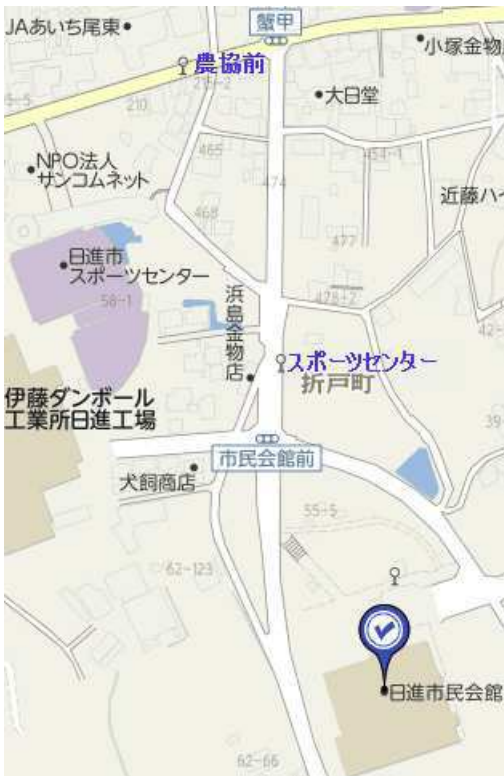 JAあいち尾東
蟹甲
小塚金物
農協前
210
大日堂
465
454-1
NPO法人
サンコムネット
474
近藤ハイ
468
477
日進市
スポーツセンター
58-1
478-2
浜島金物店
スポーツセンター
折戸町
伊藤ダンボール
工業所日進工場
市民会館前
犬飼商店
55-5
62-123
日進市民会館
62-66